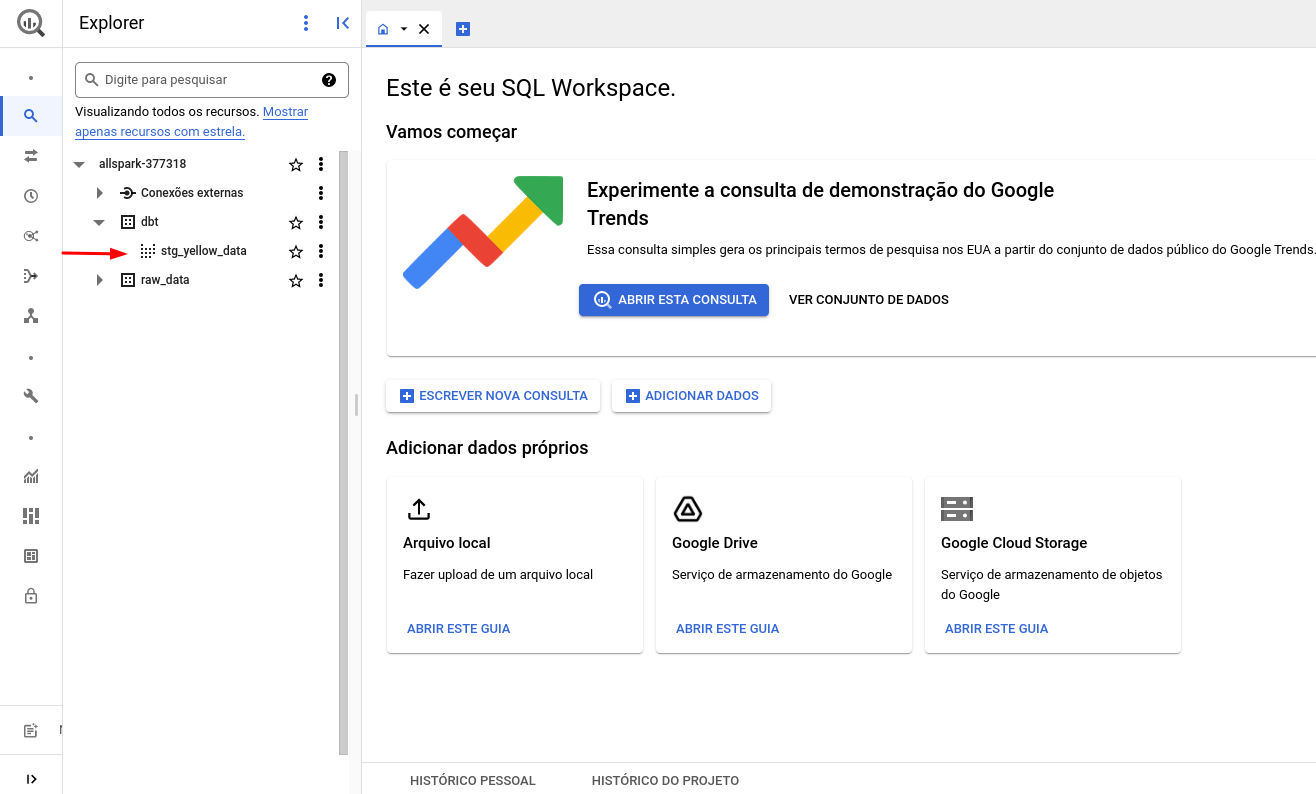 Explorer
Digite para pesquisar
Visualizando todos os recursos. Mostrar
apenas recursos com estrela.
allspark-377318
Conexões externas
dbt
stg_yellow_data
raw_data
Este é seu SQL Workspace.
Vamos começar
Experimente a consulta de demonstração do Google
Trends
Essa consulta simples gera os principais termos de pesquisa nos EUA a partir do conjunto de dados público do Google Trends.
ABRIR ESTA CONSULTA
VER CONJUNTO DE DADOS
ESCREVER NOVA CONSULTA
ADICIONAR DADOS
Adicionar dados próprios
Arquivo local
Fazer upload de um arquivo local
ABRIR ESTE GUIA
Google Drive
Serviço de armazenamento do Google
ABRIR ESTE GUIA
Google Cloud Storage
Serviço de armazenamento de objetos
do Google
ABRIR ESTE GUIA
HISTÓRICO PESSOAL
HISTÓRICO DO PROJETO